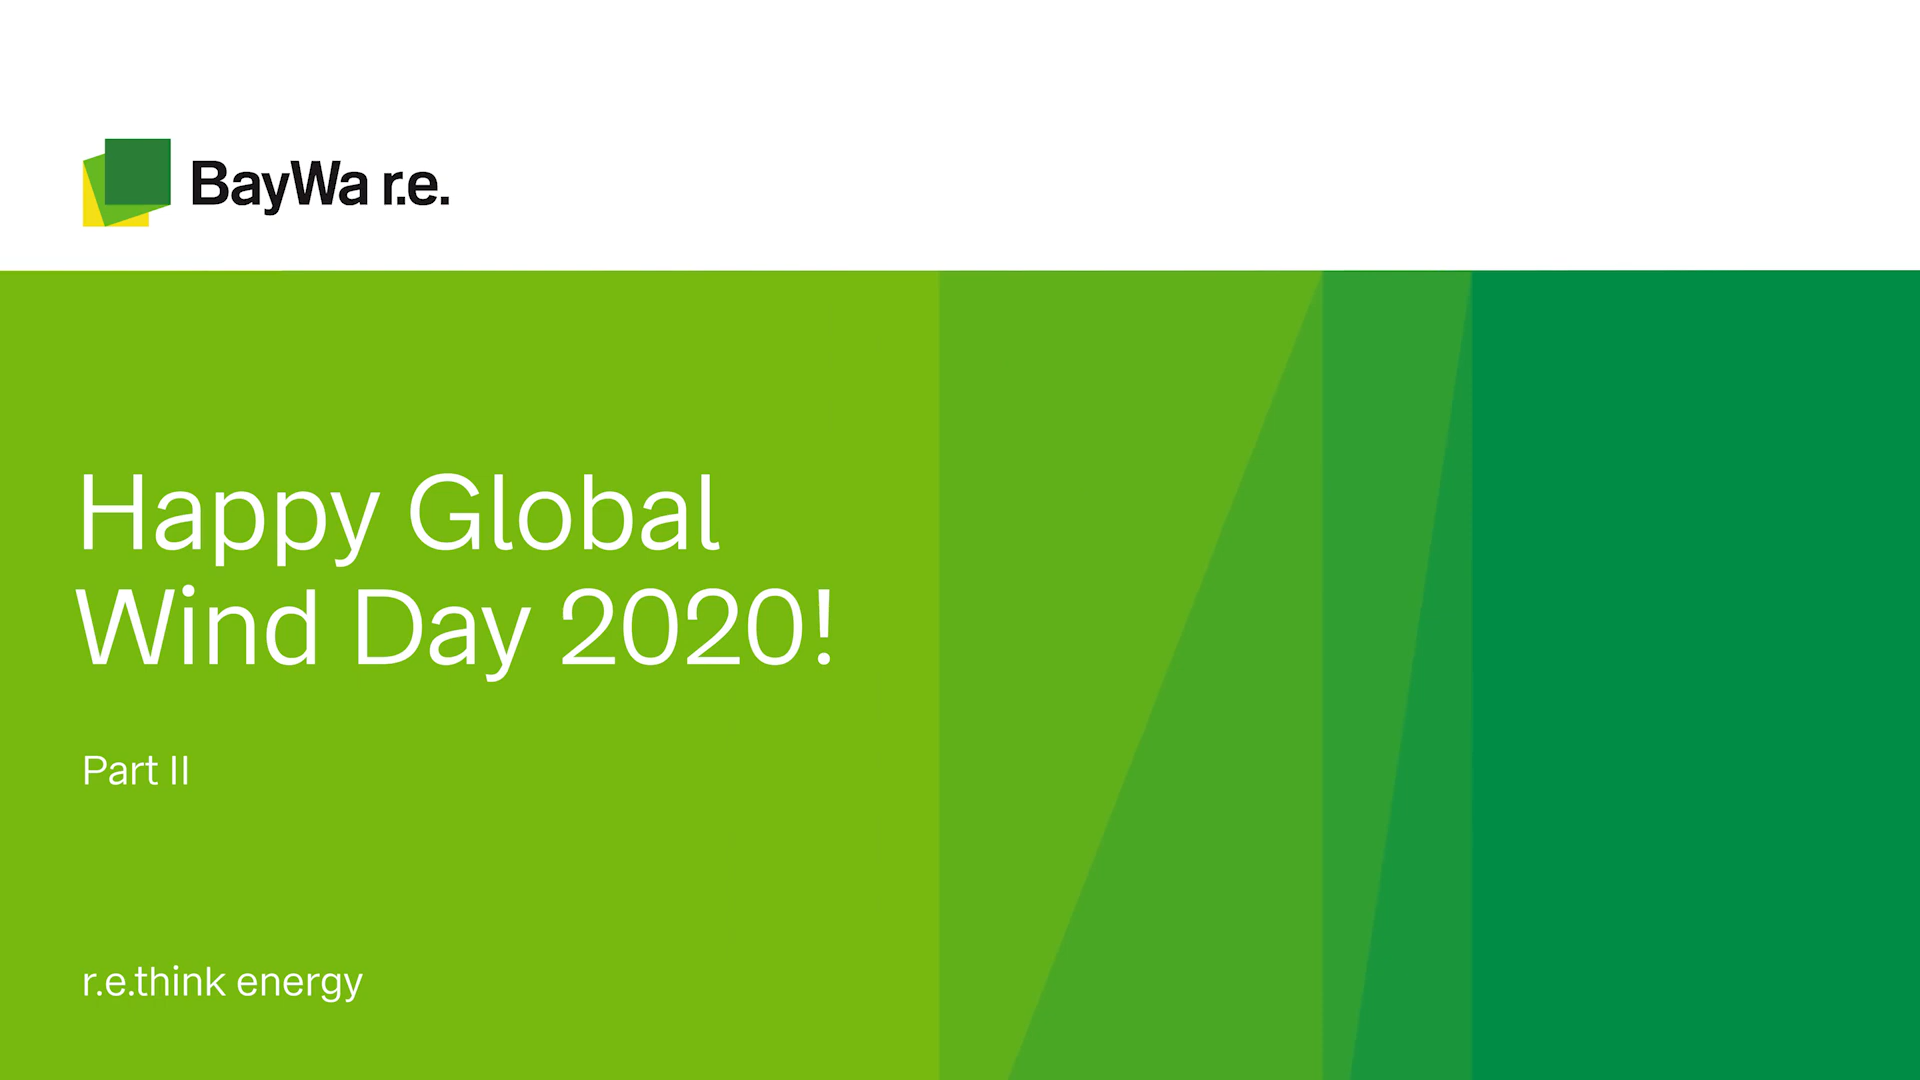 BayWa r.e.
Happy Global
Wind Day 2020!
Part II
r.e.think energy